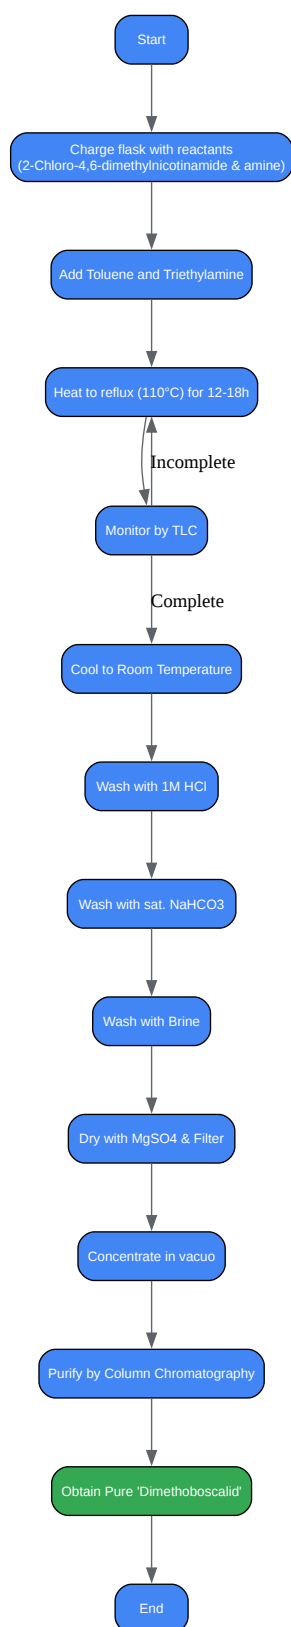 Start
Charge flask with reactants
(2-Chloro-4,6-dimethylnicotinamide & amine)
Add Toluene and Triethylamine
Heat to reflux (110°C) for 12-18h
Incomplete
Monitor by TLC
Complete
Cool to Room Temperature
Wash with 1M HCl
Wash with sat. NaHCO3
Wash with Brine
Dry with MgSO4 & Filter
Concentrate in vacuo
Purify by Column Chromatography
Obtain Pure 'Dimethoboscalid'
End